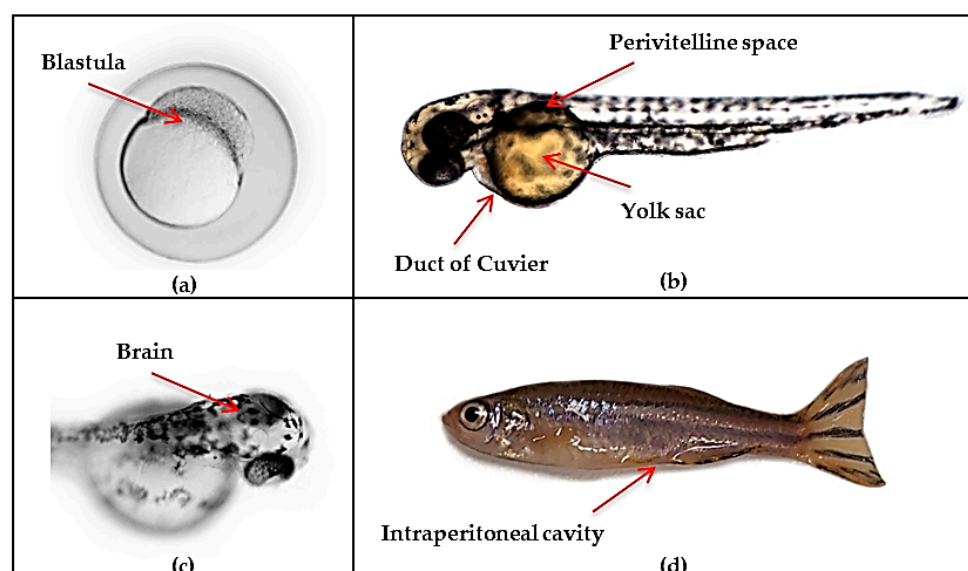 Blastula
(a)
Perivitelline space
Yolk sac
Duct of Cuvier
(b)
Brain
(c)
Intraperitoneal cavity
(d)